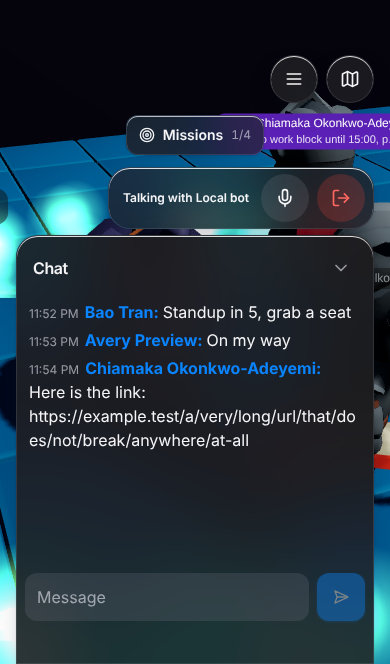 Chiamaka Okonkwo-Adey
work block until 15:00, p.
Missions 1/4
Talking with Local bot
Chat
11:52 PM Bao Tran: Standup in 5, grab a seat
11:53 PM Avery Preview: On my way
11:54 PM Chiamaka Okonkwo-Adeyemi:
Here is the link:
https://example.test/a/very/long/url/that/do
es/not/break/anywhere/at-all
Message